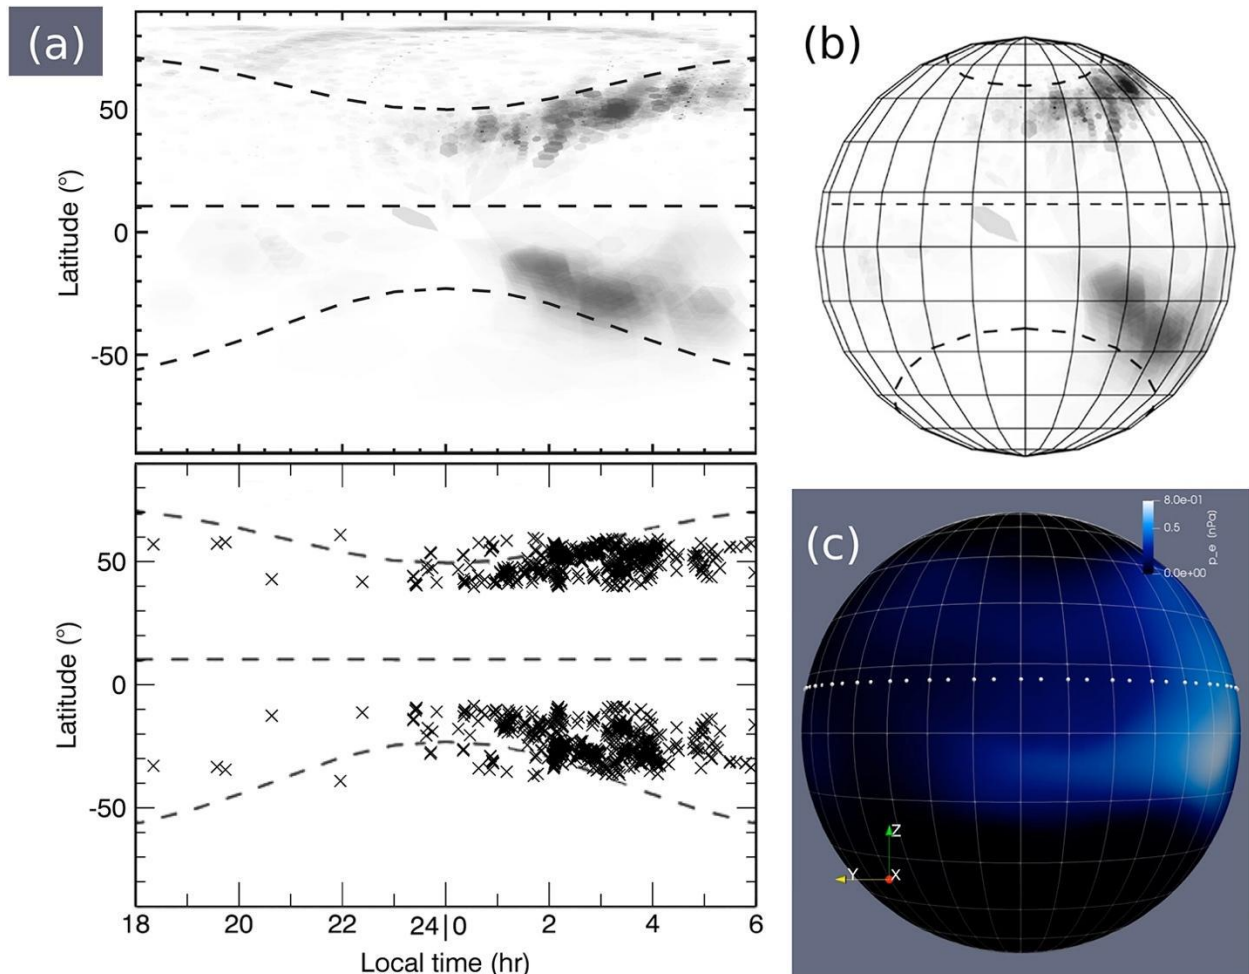 (a)
50
0
-50
Latitude (°)
50
0
-50
Latitude (°)
18
20
22
24|0
2
4
6
Local time (hr)
(b)
(c)
8.0e-01
0.5
0.0e+00
p_e (nPa)
Z
Y
X